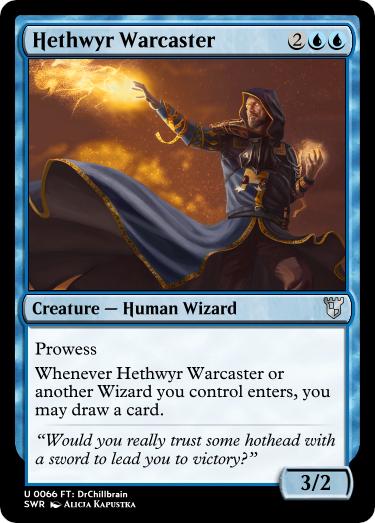 Hethwyr Warcaster 2
Creature — Human Wizard
Prowess
Whenever Hethwyr Warcaster or
another Wizard you control enters, you
may draw a card.
“Would you really trust some hothead with
a sword to lead you to victory?”
3/2
U 0066 FT: DrChillbrain
SWR Alicja Kapustka